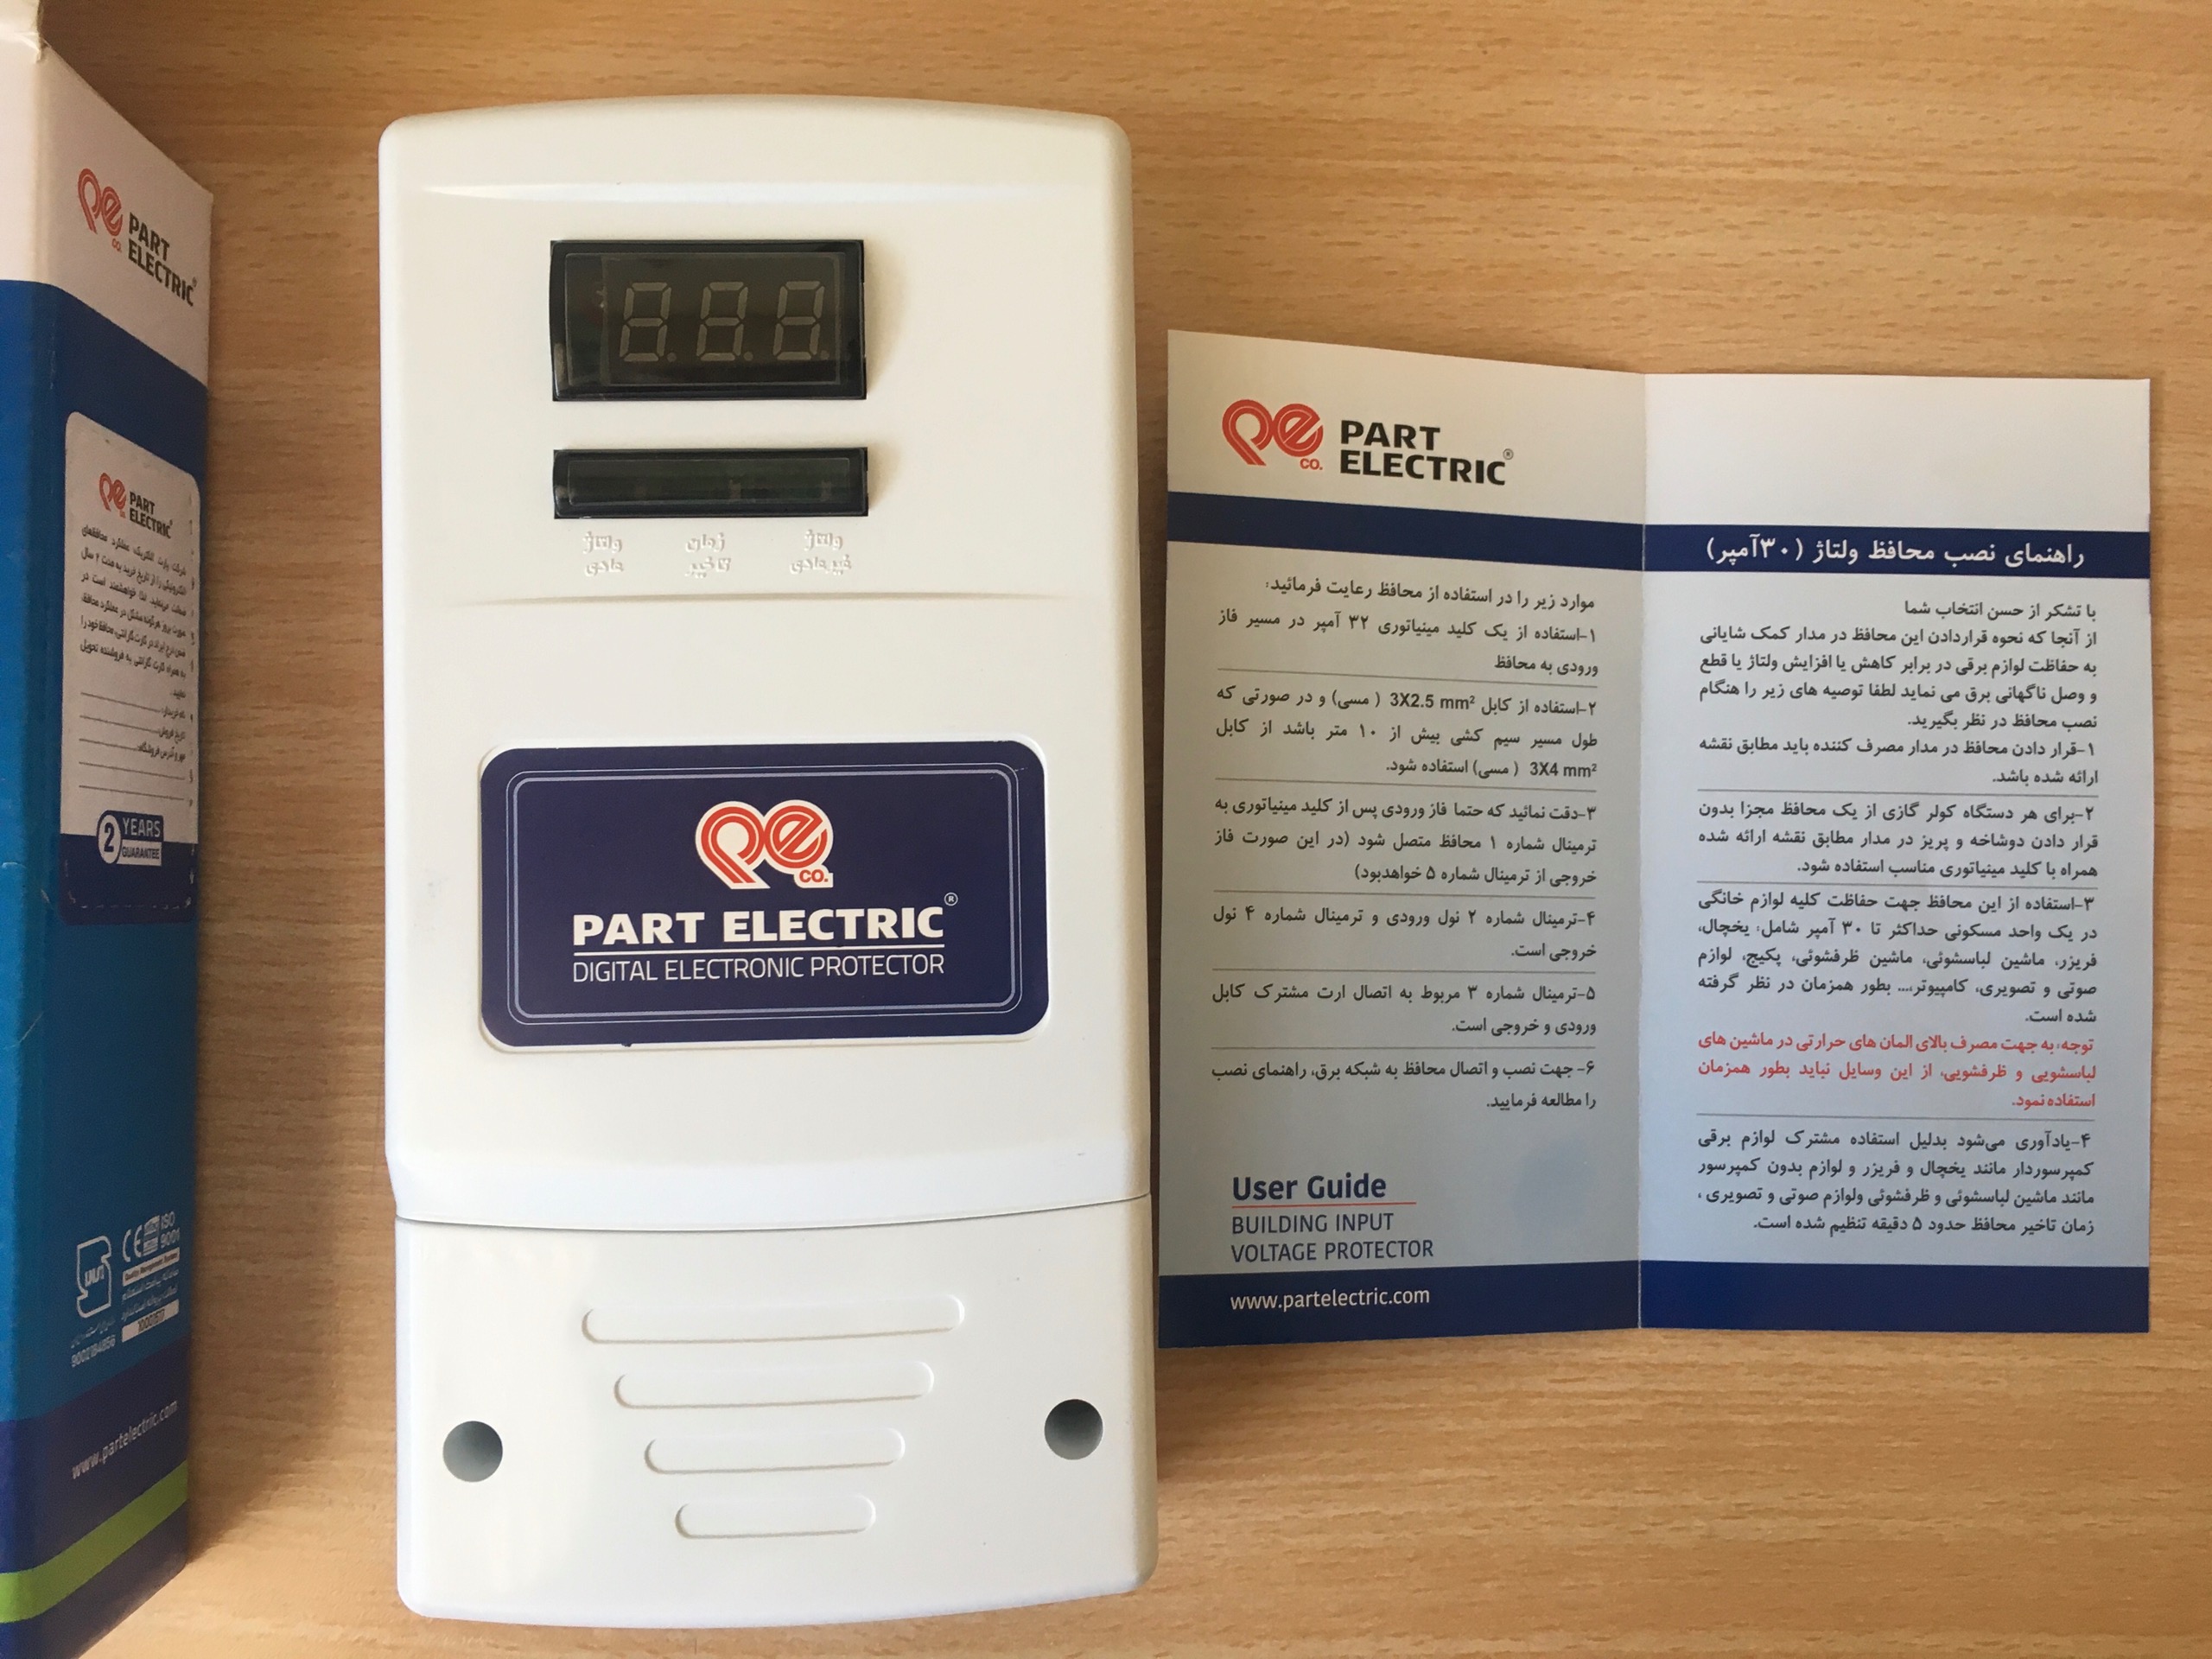 PART
ELECTRIC®
CO.
PART
ELECTRIC
2 YEARS
GUARANTEE
CE
ISO
9001
www.partelectric.com
ولتاژ
عادی
زمان
تاخیر
ولتاژ
غیرعادی
CO.
PART ELECTRIC®
DIGITAL ELECTRONIC PROTECTOR
CO.
PART
ELECTRIC®
موارد زیر را در استفاده از محافظ رعایت فرمائید:
۱-استفاده از یک کلید مینیاتوری ۳۲ آمپر در مسیر فاز
ورودی به محافظ
۲-استفاده از کابل 3X2.5 mm² ( مسی) و در صورتی که
طول مسیر سیم کشی بیش از ۱۰ متر باشد از کابل
3X4 mm² ( مسی) استفاده شود.
۳-دقت نمائید که حتما فاز ورودی پس از کلید مینیاتوری به
ترمینال شماره ۱ محافظ متصل شود (در این صورت فاز
خروجی از ترمینال شماره ۵ خواهدبود)
۴-ترمینال شماره ۲ نول ورودی و ترمینال شماره ۴ نول
خروجی است.
۵-ترمینال شماره ۳ مربوط به اتصال ارت مشترک کابل
ورودی و خروجی است.
۶- جهت نصب و اتصال محافظ به شبکه برق، راهنمای نصب
را مطالعه فرمایید.
User Guide
BUILDING INPUT
VOLTAGE PROTECTOR
www.partelectric.com
راهنمای نصب محافظ ولتاژ (۳۰آمپر)
با تشکر از حسن انتخاب شما
از آنجا که نحوه قراردادن این محافظ در مدار کمک شایانی
به حفاظت لوازم برقی در برابر کاهش یا افزایش ولتاژ یا قطع
و وصل ناگهانی برق می نماید لطفا توصیه های زیر را هنگام
نصب محافظ در نظر بگیرید.
۱-قرار دادن محافظ در مدار مصرف کننده باید مطابق نقشه
ارائه شده باشد.
۲-برای هر دستگاه کولر گازی از یک محافظ مجزا بدون
قرار دادن دوشاخه و پریز در مدار مطابق نقشه ارائه شده
همراه با کلید مینیاتوری مناسب استفاده شود.
۳-استفاده از این محافظ جهت حفاظت کلیه لوازم خانگی
در یک واحد مسکونی حداکثر تا ۳۰ آمپر شامل: یخچال،
فریزر، ماشین لباسشوئی، ماشین ظرفشوئی، پکیج، لوازم
صوتی و تصویری، کامپیوتر،... بطور همزمان در نظر گرفته
شده است.
توجه: به جهت مصرف بالای المان های حرارتی در ماشین های
لباسشویی و ظرفشویی، از این وسایل نباید بطور همزمان
استفاده نمود.
۴-یادآوری می‌شود بدلیل استفاده مشترک لوازم برقی
کمپرسوردار مانند یخچال و فریزر و لوازم بدون کمپرسور
مانند ماشین لباسشوئی و ظرفشوئی ولوازم صوتی و تصویری ،
زمان تاخیر محافظ حدود ۵ دقیقه تنظیم شده است.